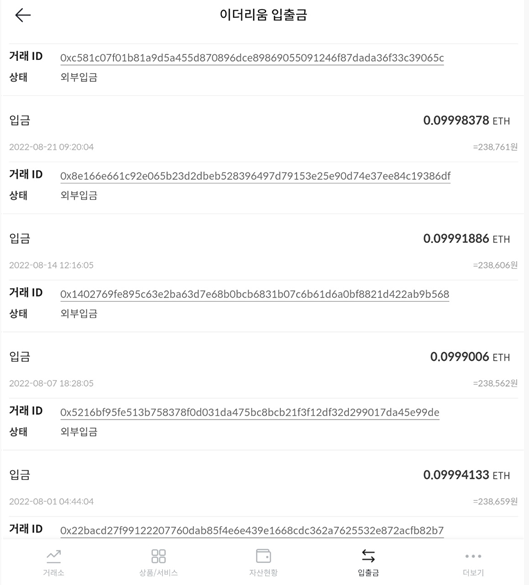 이더리움 입출금
거래 ID 0xc581c07f01b81a9d5a455d870896dce89869055091246f87dada36f33c39065c
상태 외부입금
입금 0.09998378 ETH
2022-08-21 09:20:04 =238,761원
거래 ID 0x8e166e661c92e065b23d2dbeb528396497d79153e25e90d74e37ee84c19386df
상태 외부입금
입금 0.09991886 ETH
2022-08-14 12:16:05 =238,606원
거래 ID 0x1402769fe895c63e2ba63d7e68b0bcb6831b07c6b61d6a0bf8821d422ab9b568
상태 외부입금
입금 0.0999006 ETH
2022-08-07 18:28:05 =238,562원
거래 ID 0x5216bf95fe513b758378f0d031da475bc8bcb21f3f12df32d299017da45e99de
상태 외부입금
입금 0.09994133 ETH
2022-08-01 04:44:04 =238,659원
거래 ID 0x22bacd27f99122207760dab85f4e6e439e1668cdc362a7625532e872acfb82b7
거래소 상품/서비스 자산현황 입출금 더보기